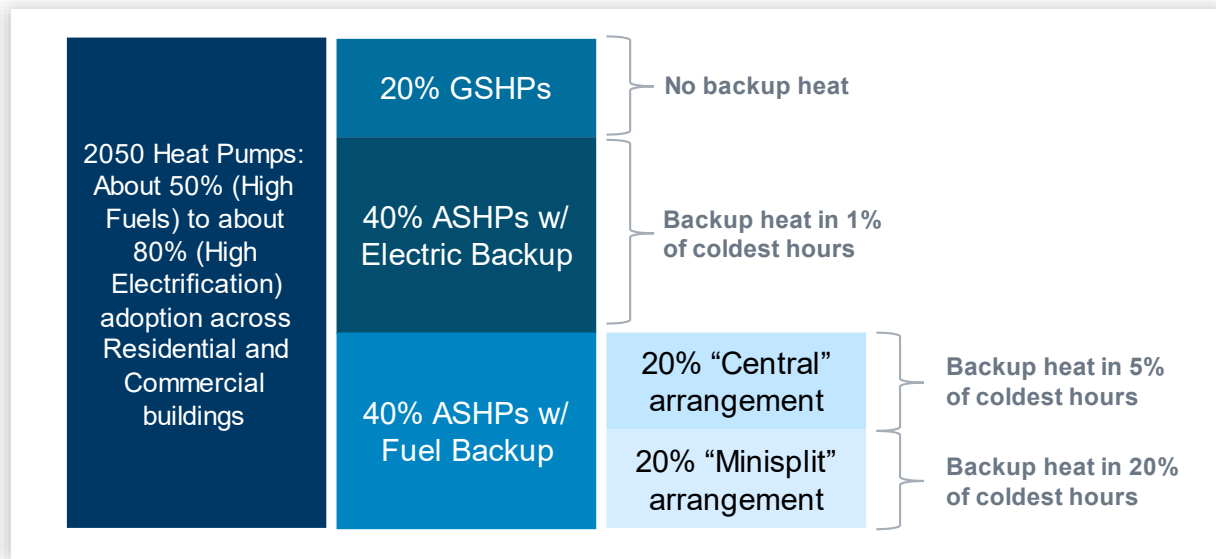 2050 Heat Pumps:
About 50% (High
Fuels) to about
80% (High
Electrification)
adoption across
Residential and
Commercial
buildings
20% GSHPs
No backup heat
40% ASHPs w/
Electric Backup
Backup heat in 1%
of coldest hours
40% ASHPs w/
Fuel Backup
20% “Central”
arrangement
Backup heat in 5%
of coldest hours
20% “Minisplit”
arrangement
Backup heat in 20%
of coldest hours